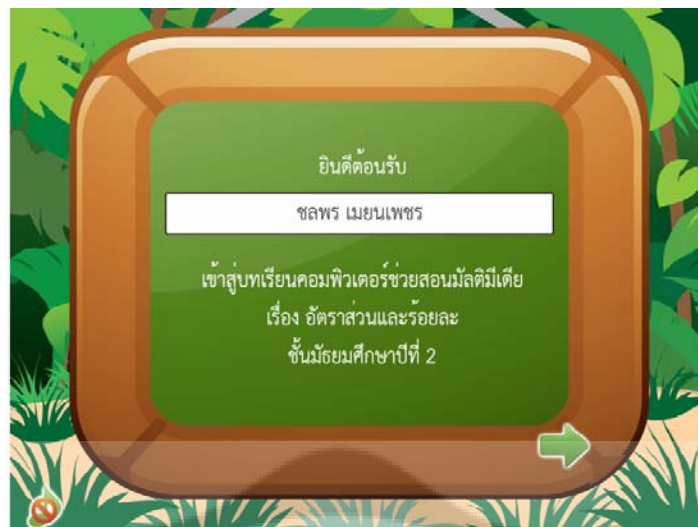 ยินดีต้อนรับ
ชลพร เมยนเพชร
เข้าสู่บทเรียนคอมพิวเตอร์ช่วยสอนมัลติมีเดีย
เรื่อง อัตราส่วนและร้อยละ
ชั้นมัธยมศึกษาปีที่ 2